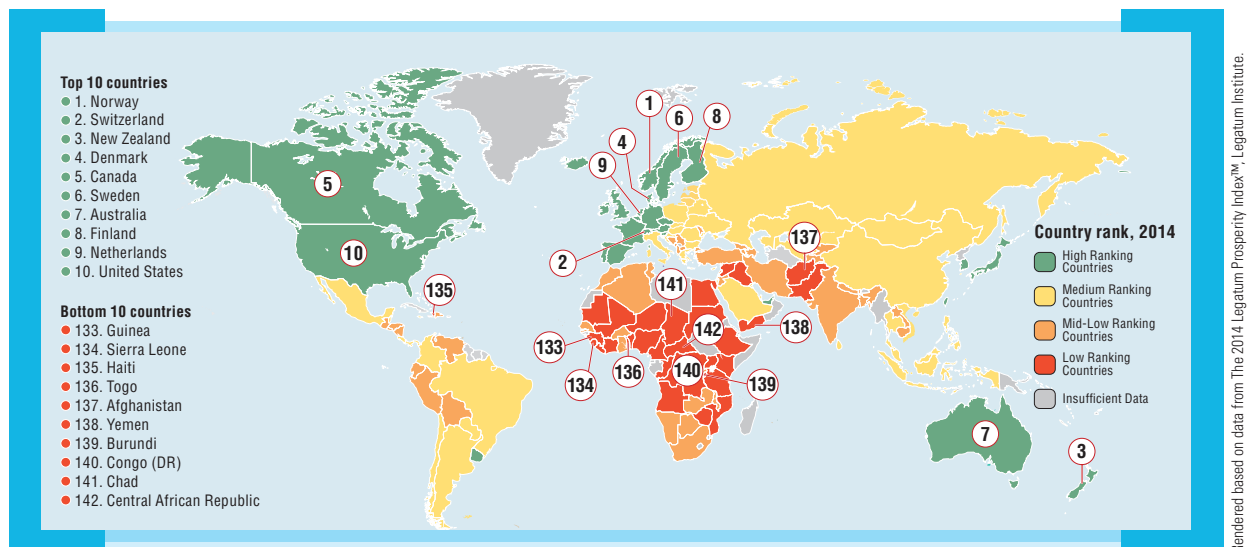 Top 10 countries
1. Norway
2. Switzerland
3. New Zealand
4. Denmark
5. Canada
6. Sweden
7. Australia
8. Finland
9. Netherlands
10. United States
Bottom 10 countries
133. Guinea
134. Sierra Leone
135. Haiti
136. Togo
137. Afghanistan
138. Yemen
139. Burundi
140. Congo (DR)
141. Chad
142. Central African Republic
1
6
8
4
9
5
10
2
137
135
141
142
138
133
134
136
140
139
7
3
Country rank, 2014
High Ranking
Countries
Medium Ranking
Countries
Mid-Low Ranking
Countries
Low Ranking
Countries
Insufficient Data
Rendered based on data from The 2014 Legatum Prosperity Index™, Legatum Institute.